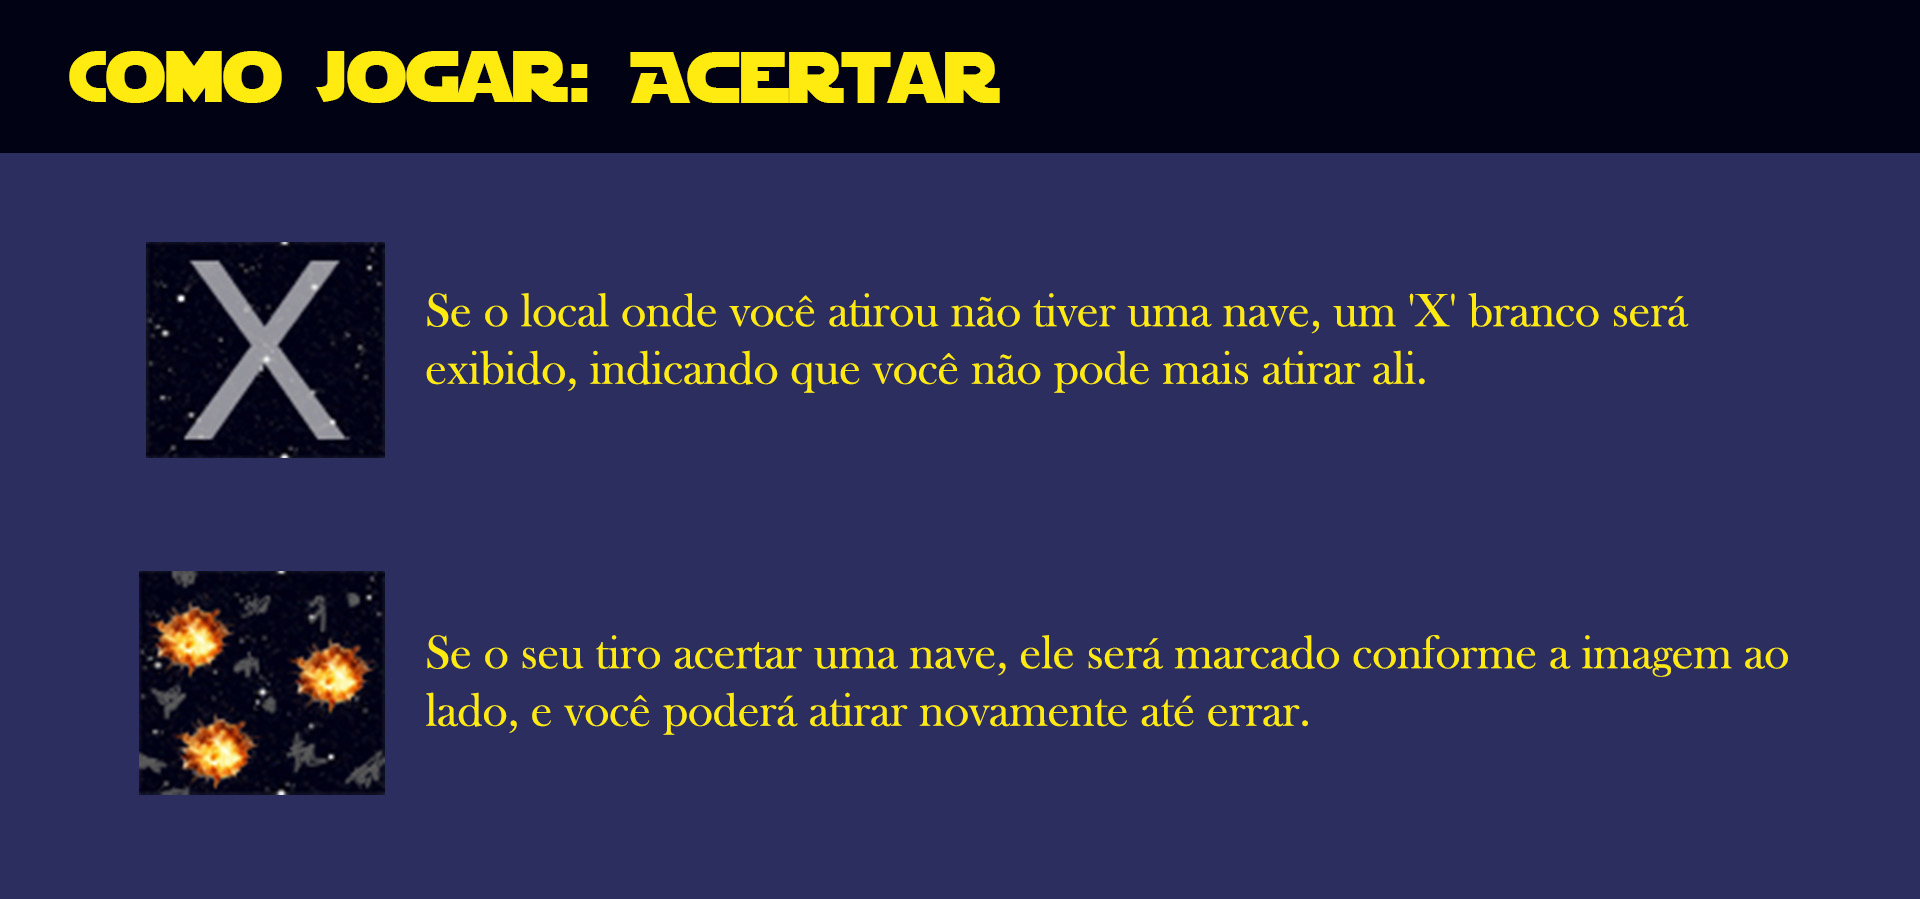 COMO JOGAR: ACERTAR
X
Se o local onde você atirou não tiver uma nave, um 'X' branco será
exibido, indicando que você não pode mais atirar ali.
Se o seu tiro acertar uma nave, ele será marcado conforme a imagem ao
lado, e você poderá atirar novamente até errar.